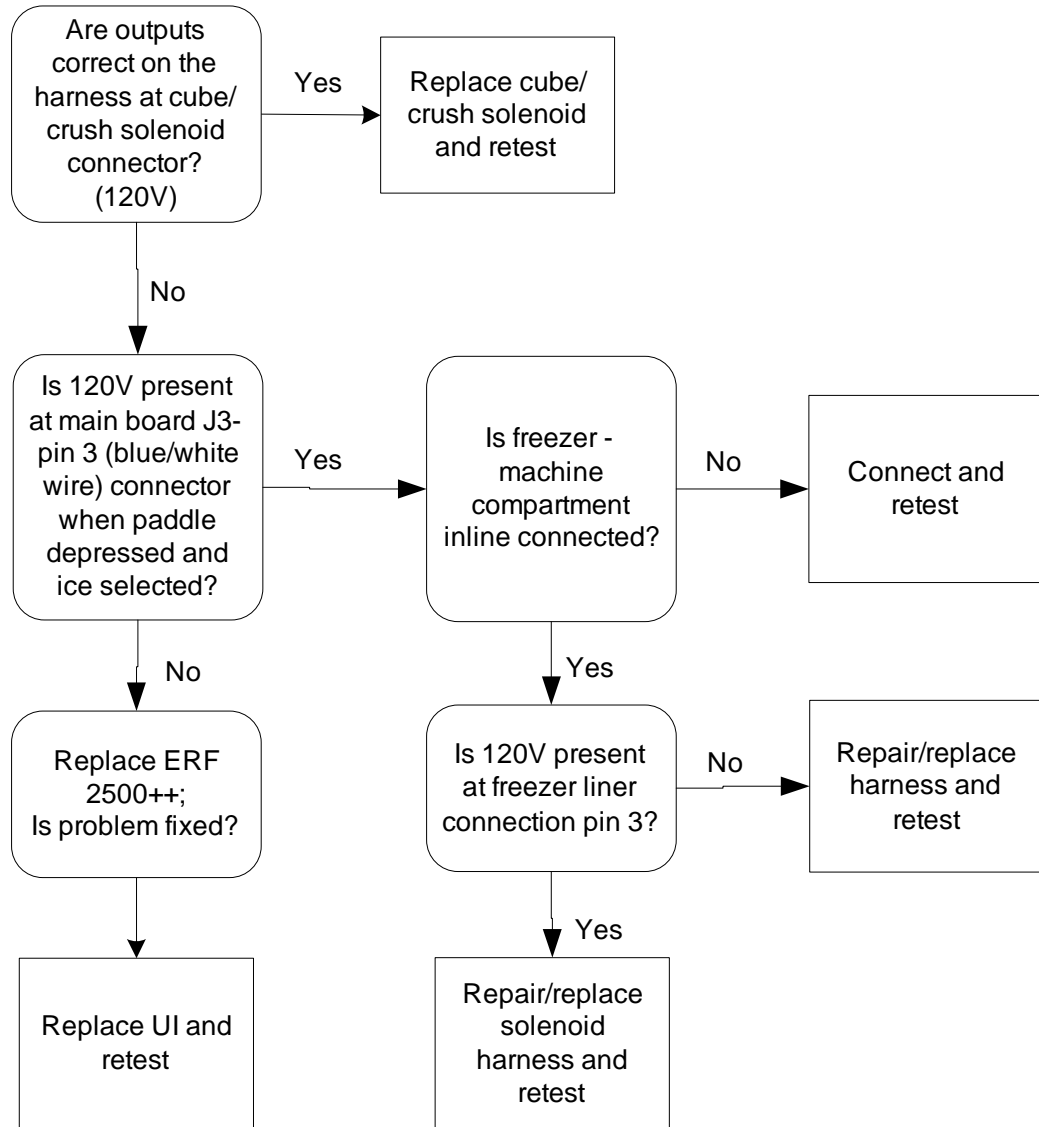 Are outputs
correct on the
harness at cube/
crush solenoid
connector?
(120V)
Yes
Replace cube/
crush solenoid
and retest
No
Is 120V present
at main board J3-
pin 3 (blue/white
wire) connector
when paddle
depressed and
ice selected?
Yes
Is freezer -
machine
compartment
inline connected?
No
Connect and
retest
No
Yes
Replace ERF
2500++;
Is problem fixed?
Is 120V present
at freezer liner
connection pin 3?
No
Repair/replace
harness and
retest
Yes
Replace UI and
retest
Repair/replace
solenoid
harness and
retest